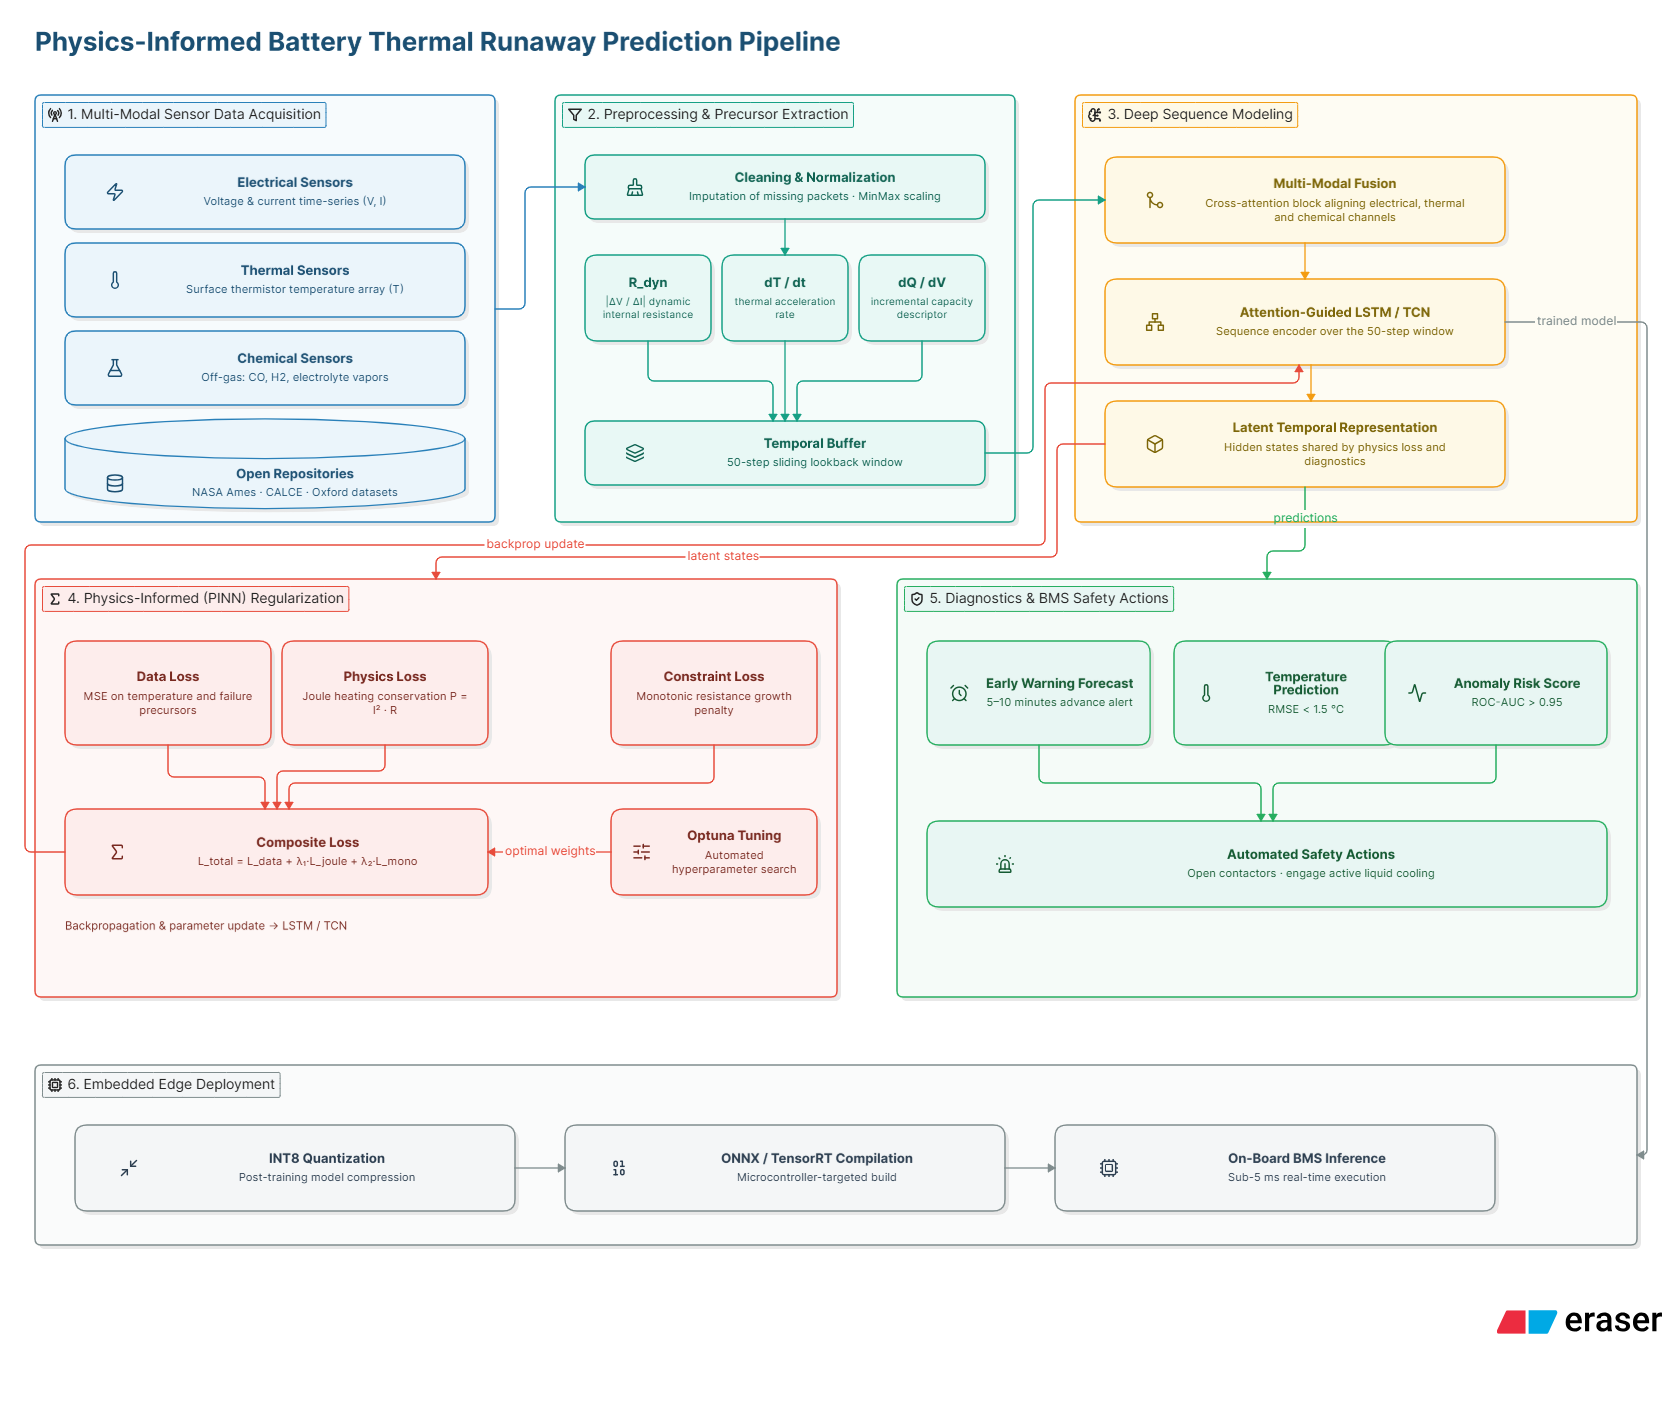 Physics-Informed Battery Thermal Runaway Prediction Pipeline
1. Multi-Modal Sensor Data Acquisition
Electrical Sensors
Voltage & current time-series (V, I)
Thermal Sensors
Surface thermistor temperature array (T)
Chemical Sensors
Off-gas: CO, H2, electrolyte vapors
Open Repositories
NASA Ames · CALCE · Oxford datasets
2. Preprocessing & Precursor Extraction
Cleaning & Normalization
Imputation of missing packets · MinMax scaling
R_dyn
|ΔV / ΔI| dynamic
internal resistance
dT / dt
thermal acceleration
rate
dQ / dV
incremental capacity
descriptor
Temporal Buffer
50-step sliding lookback window
3. Deep Sequence Modeling
Multi-Modal Fusion
Cross-attention block aligning electrical, thermal
and chemical channels
Attention-Guided LSTM / TCN
Sequence encoder over the 50-step window
trained model
Latent Temporal Representation
Hidden states shared by physics loss and
diagnostics
predictions
backprop update
latent states
4. Physics-Informed (PINN) Regularization
Data Loss
MSE on temperature and failure
precursors
Physics Loss
Joule heating conservation P =
I² · R
Constraint Loss
Monotonic resistance growth
penalty
Composite Loss
L_total = L_data + λ₁·L_joule + λ₂·L_mono
optimal weights
Optuna Tuning
Automated
hyperparameter search
Backpropagation & parameter update → LSTM / TCN
5. Diagnostics & BMS Safety Actions
Early Warning Forecast
5–10 minutes advance alert
Temperature
Prediction
RMSE < 1.5 °C
Anomaly Risk Score
ROC-AUC > 0.95
Automated Safety Actions
Open contactors · engage active liquid cooling
6. Embedded Edge Deployment
INT8 Quantization
Post-training model compression
01
10
ONNX / TensorRT Compilation
Microcontroller-targeted build
On-Board BMS Inference
Sub-5 ms real-time execution
eraser